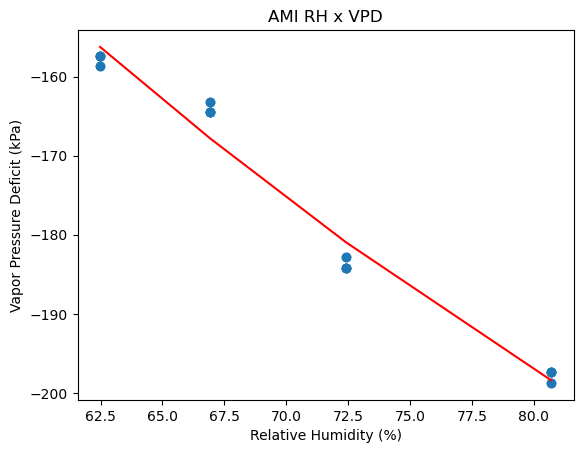 AMI RH x VPD
Vapor Pressure Deficit (kPa)
−160
−170
−180
−190
−200
62.5 65.0 67.5 70.0 72.5 75.0 77.5 80.0
Relative Humidity (%)